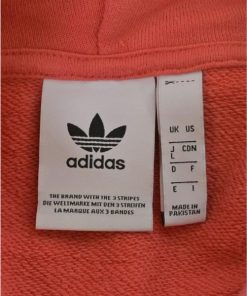 adidas
THE BRAND WITH THE 3 STRIPES
DIE WELTMARKE MIT DEN 3 STREIFEN
LA MARQUE AUX 3 BANDES
UK US
J CDN
L
D F
E I
MADE IN
PAKISTAN